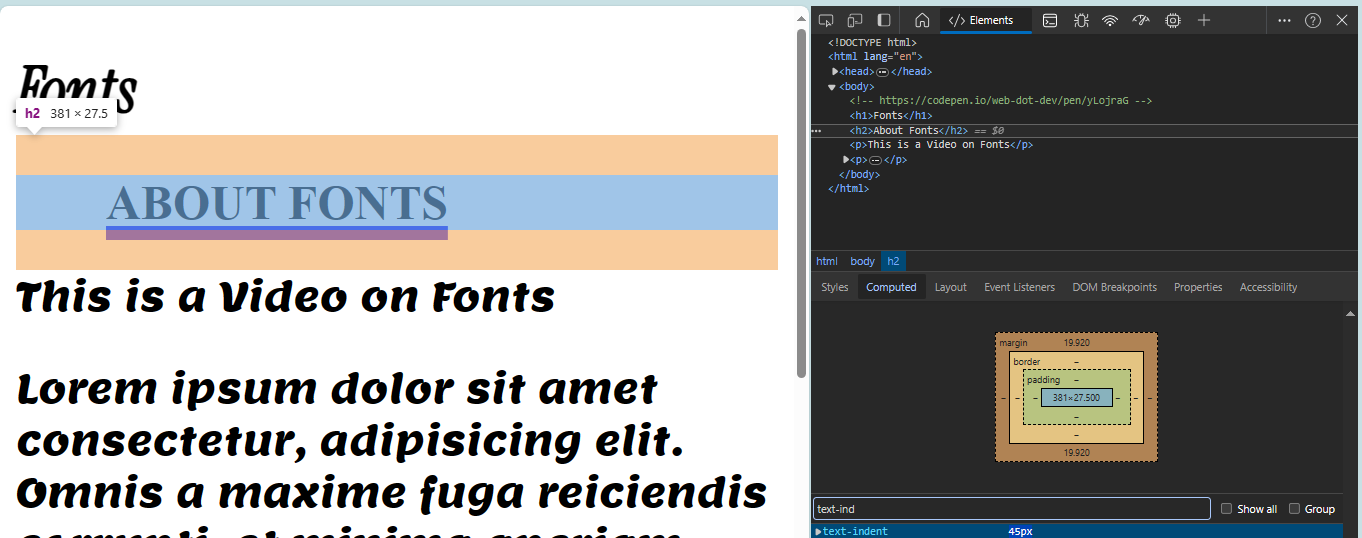 Fonts
h2 381 × 27.5
ABOUT FONTS
This is a Video on Fonts
Lorem ipsum dolor sit amet
consectetur, adipisicing elit.
Omnis a maxime fuga reiciendis
Elements
<!DOCTYPE html>
<html lang="en">
<head> </head>
<body>
<!-- https://codepen.io/web-dot-dev/pen/yLojraG -->
<h1>Fonts</h1>
<h2>About Fonts</h2> == $0
<p>This is a Video on Fonts</p>
<p> </p>
</body>
</html>
html body h2
Styles Computed Layout Event Listeners DOM Breakpoints Properties Accessibility
margin 19.920
border –
padding –
– – – 381×27.500 – – –
–
–
19.920
text-ind Show all Group
text-indent 45px